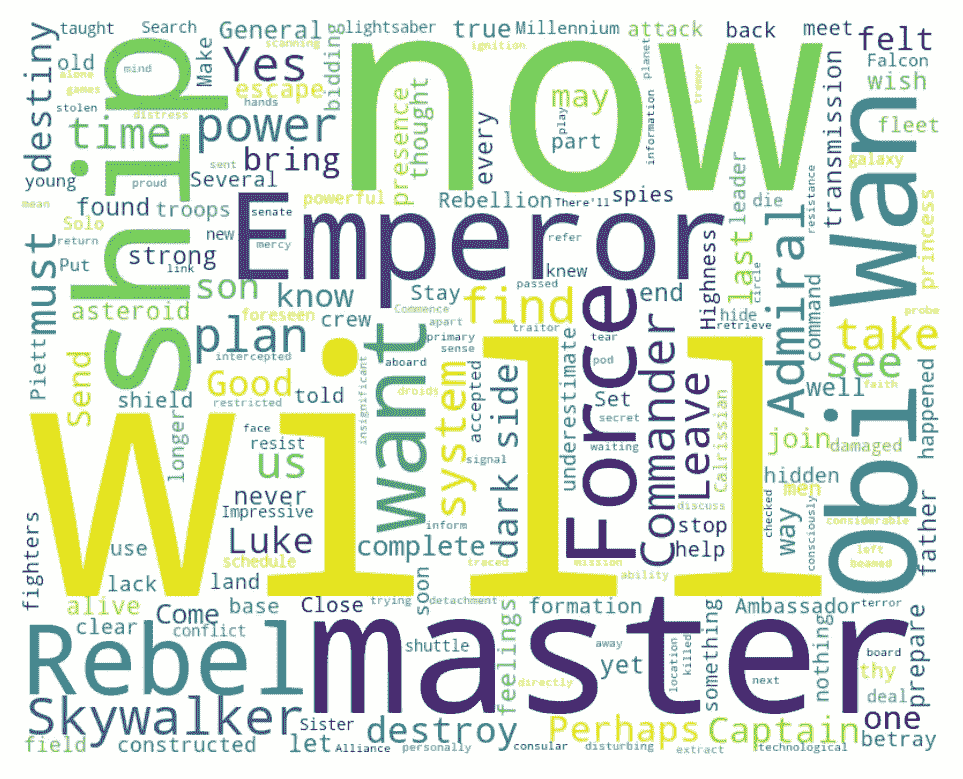 will
now
master
ship
Emperor
Force
Obi Wan
Rebel
Skywalker
want
find
power
plan
Yes
bring
time
must
destiny
taught
Search
General
lightsaber
true
Millennium
attack
back
meet
felt
old
mind
Make
scanning
ignition
planet
alone
games
escape
bidding
Falcon
wish
stolen
hands
distress
thought
may
play
part
information
tremor
transmission
fleet
young
sent
presence
every
galaxy
mean
proud
Several
powerful
Rebellion
There'll
spies
leader
die
resisitance
princess
found
troops
senate
Solo
new
refer
strong
mercy
return
link
knew
passed
Highness
last
hide
circle
retrieve
Admiral
command
probe
Put
son
know
Stay
end
asteroid
foreseen
crew
Commence
apart
traitor
tear
take
Piett
Send
intercepted
primary
sense
pod
see
faith
Good
told
aboard
droids
accepted
dark side
underestimate
Set
secret
waiting
Commander
Leave
Calrissian
well
shield
restricted
insignificant
system
join
damaged
happened
longer
face
us
resist
signal
discuss
hidden
men
never
Impressive
inform
stop
checked
way
consciously
considerable
father
fighters
use
schedule
Luke
complete
traced
mission
help
left
beamed
lack
land
soon
ability
alive
Come
base
Close
trying
detachment
formation
Ambassador
terror
clear
conflict
shuttle
feelings
away
yet
location
killed
something
next
nothing
board
thy
prepare
directly
deal
Sister
one
field
constructed
let
Alliance
destroy
personally
consular
Perhaps
disturbing
extract
Captain
technological
betray